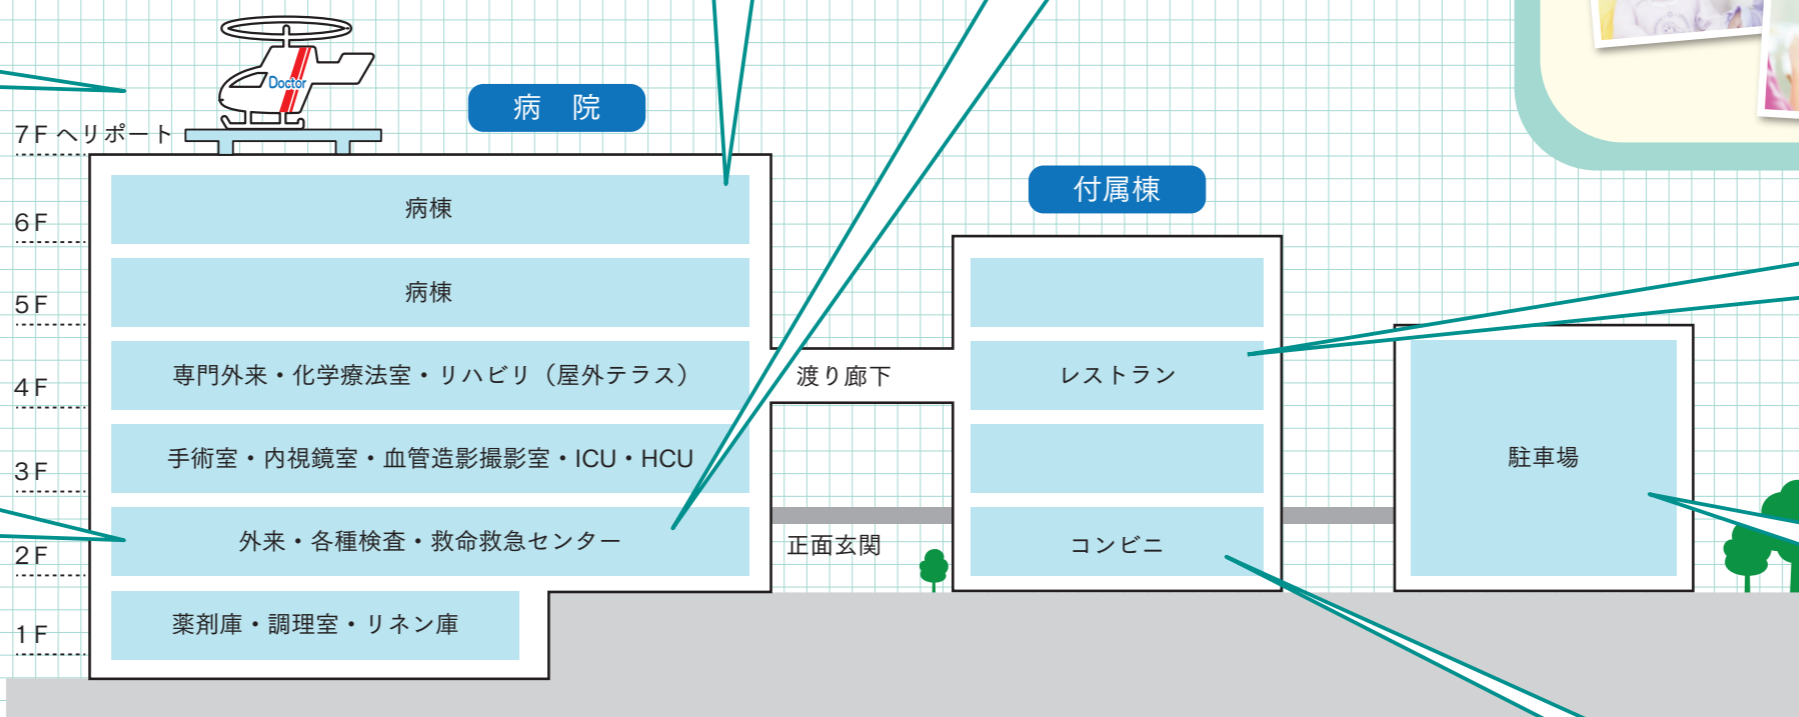 Doctor
病　院
7F ヘリポート
付属棟
6F
病棟
5F
病棟
4F
専門外来・化学療法室・リハビリ（屋外テラス）
渡り廊下
レストラン
3F
手術室・内視鏡室・血管造影撮影室・ICU・HCU
駐車場
2F
外来・各種検査・救命救急センター
正面玄関
コンビニ
1F
薬剤庫・調理室・リネン庫